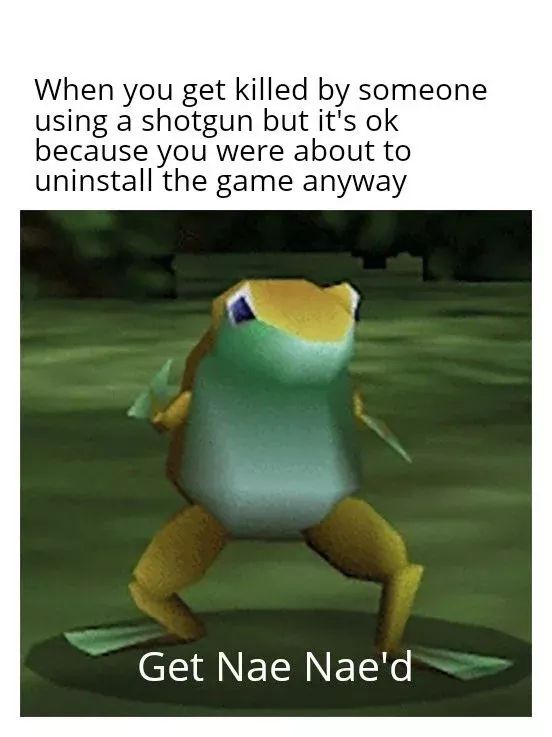 When you get killed by someone
using a shotgun but it's ok
because you were about to
uninstall the game anyway
Get Nae Nae'd